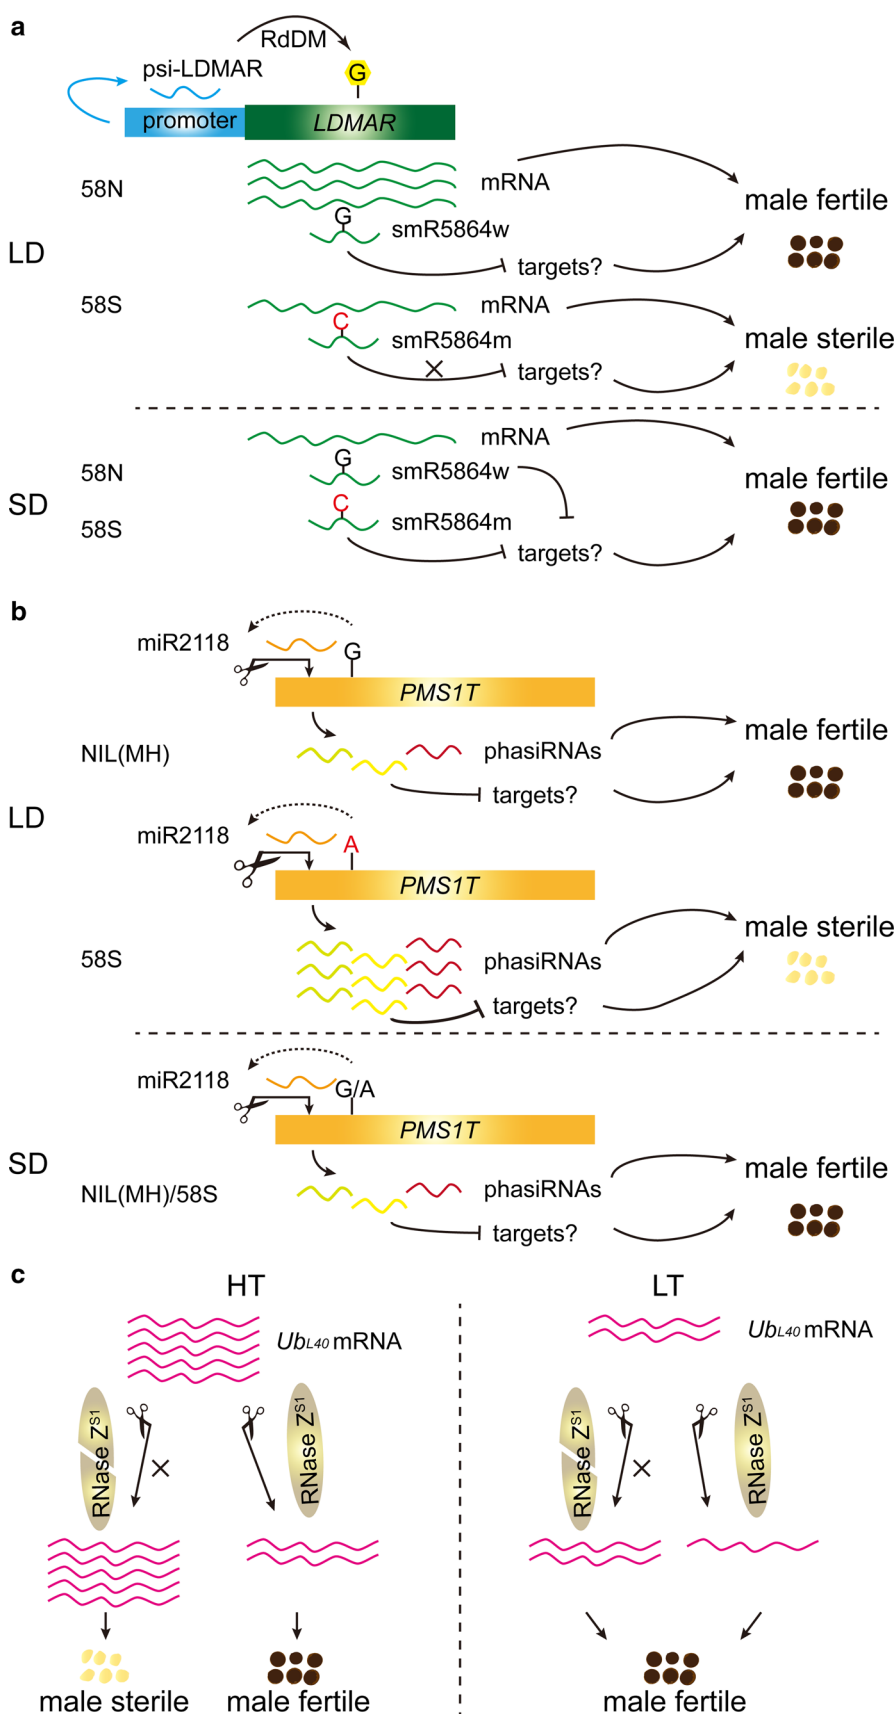 a
RdDM
psi-LDMAR
G
promoter
LDMAR
58N
mRNA
male fertile
G
smR5864w
LD
targets?
58S
mRNA
C
smR5864m
male sterile
targets?
mRNA
58N
G
smR5864w
male fertile
SD
C
58S
smR5864m
targets?
b
miR2118
G
PMS1T
NIL(MH)
phasiRNAs
male fertile
targets?
LD
miR2118
A
PMS1T
58S
phasiRNAs
male sterile
targets?
miR2118
G/A
PMS1T
SD
NIL(MH)/58S
phasiRNAs
male fertile
targets?
c
HT
LT
UbL40 mRNA
UbL40 mRNA
RNase ZS1
RNase ZS1
RNase ZS1
RNase ZS1
male sterile
male fertile
male fertile